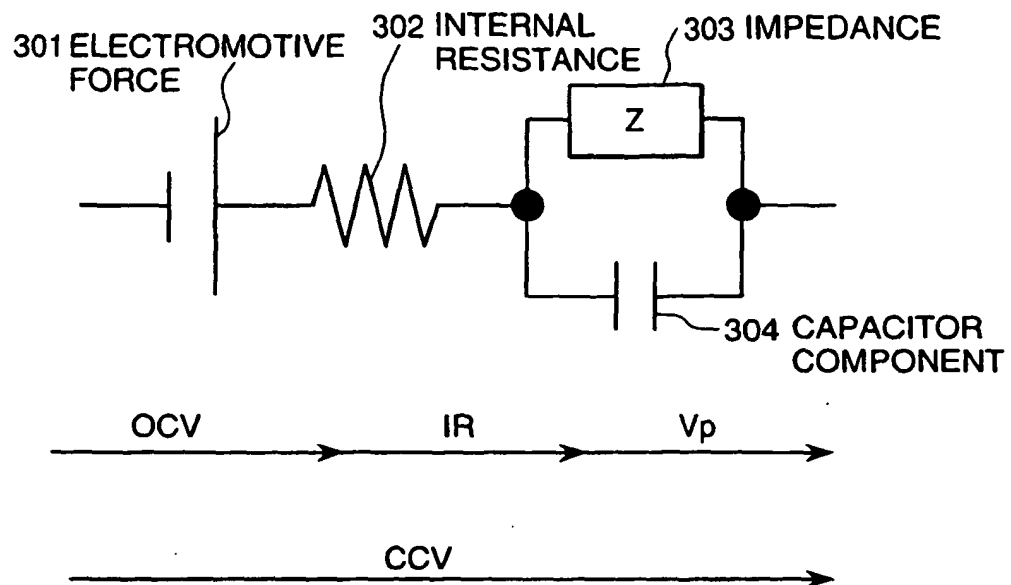 301 ELECTROMOTIVE
FORCE
302 INTERNAL
RESISTANCE
303 IMPEDANCE
Z
304 CAPACITOR
COMPONENT
OCV
IR
Vp
CCV